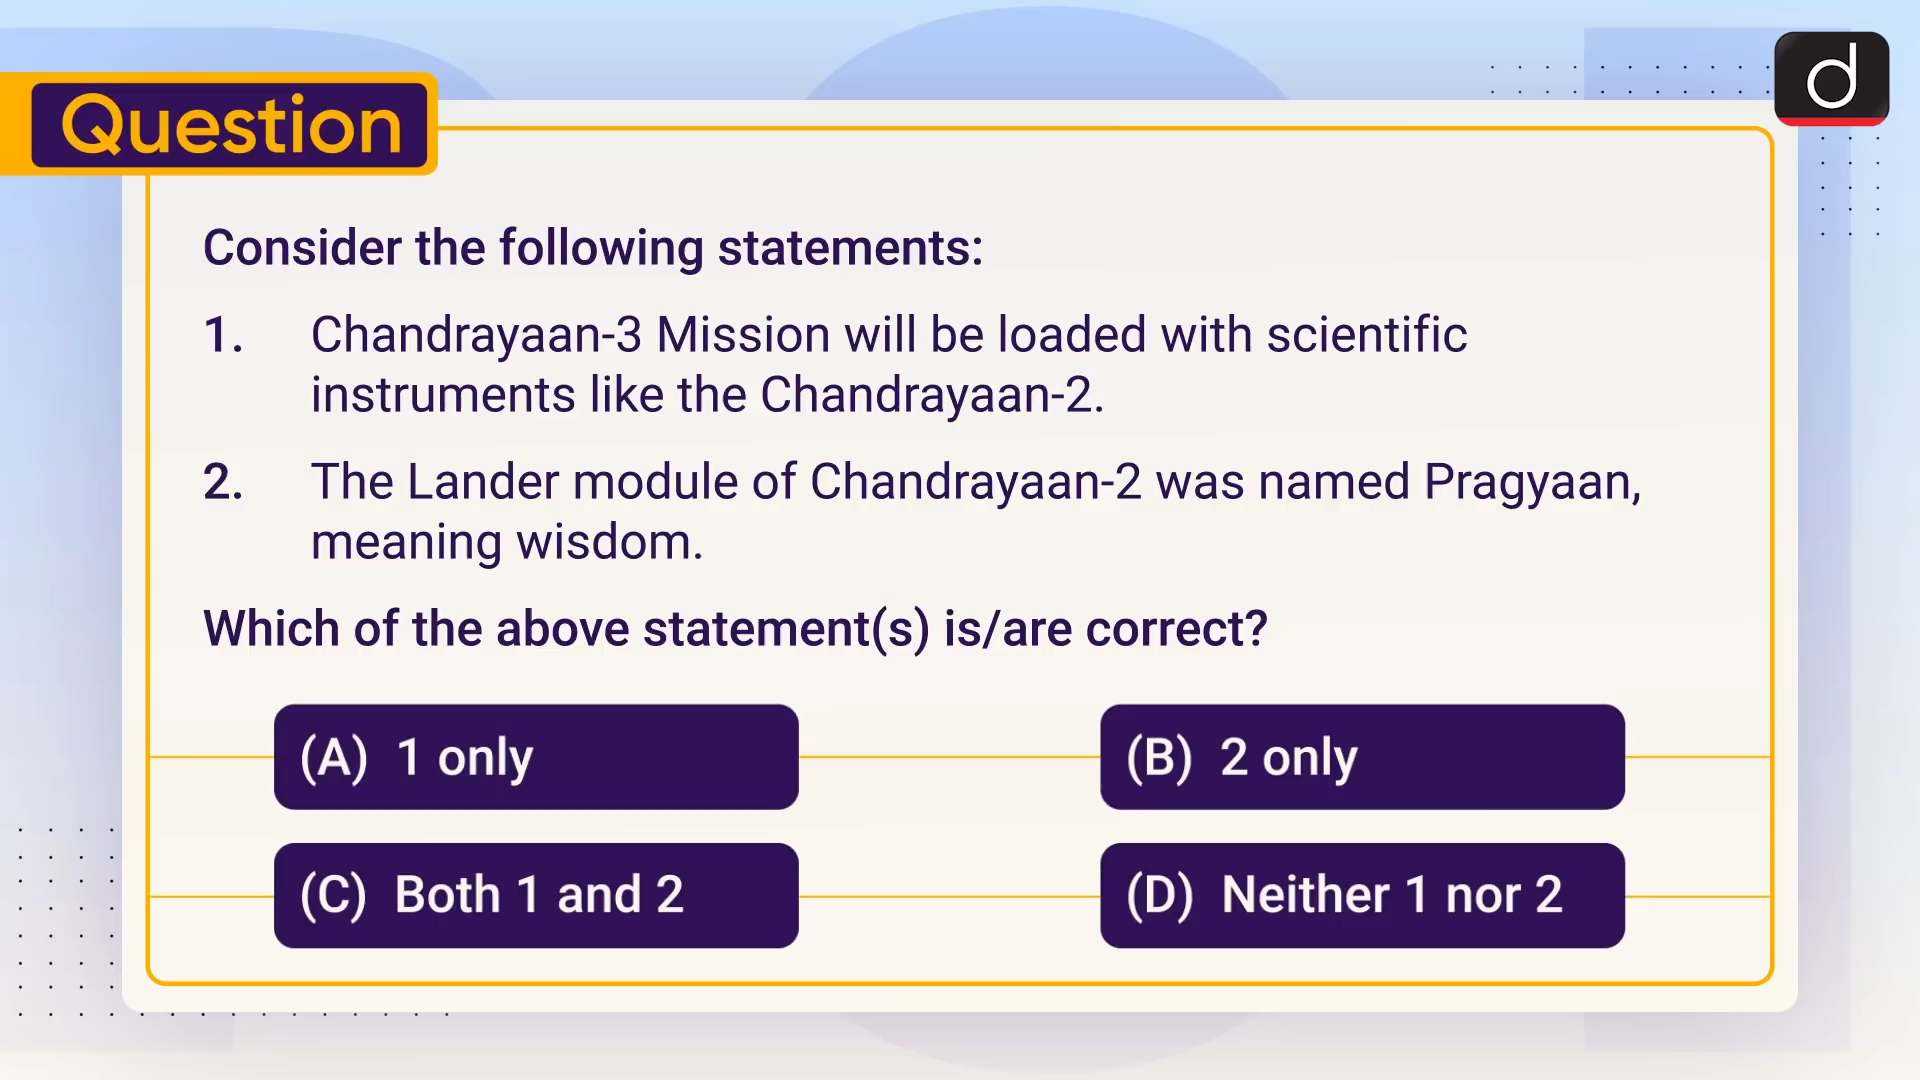 Question
d
Consider the following statements:
1. Chandrayaan-3 Mission will be loaded with scientific
instruments like the Chandrayaan-2.
2. The Lander module of Chandrayaan-2 was named Pragyaan,
meaning wisdom.
Which of the above statement(s) is/are correct?
(A) 1 only
(B) 2 only
(C) Both 1 and 2
(D) Neither 1 nor 2